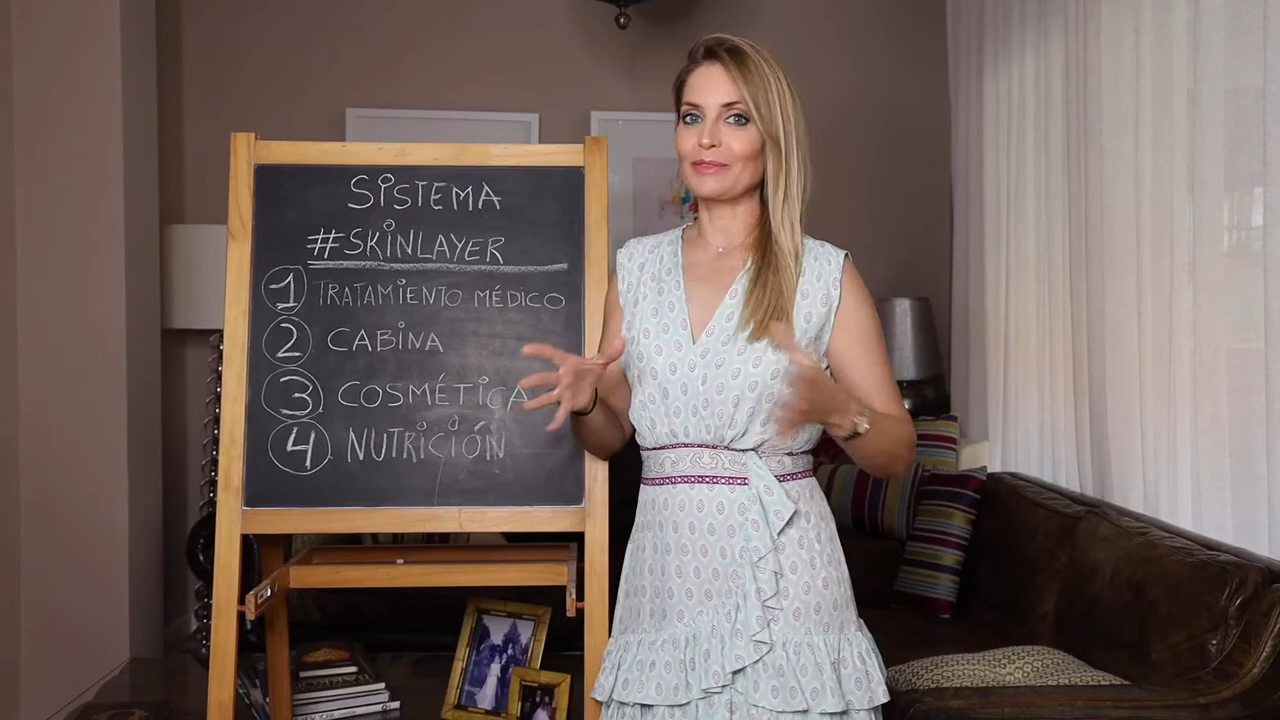 SISTEMA
#SKINLAYER
1 TRATAMIENTO MÉDICO
2 CABINA
3. COSMÉTICA
4. NUTRICIÓN